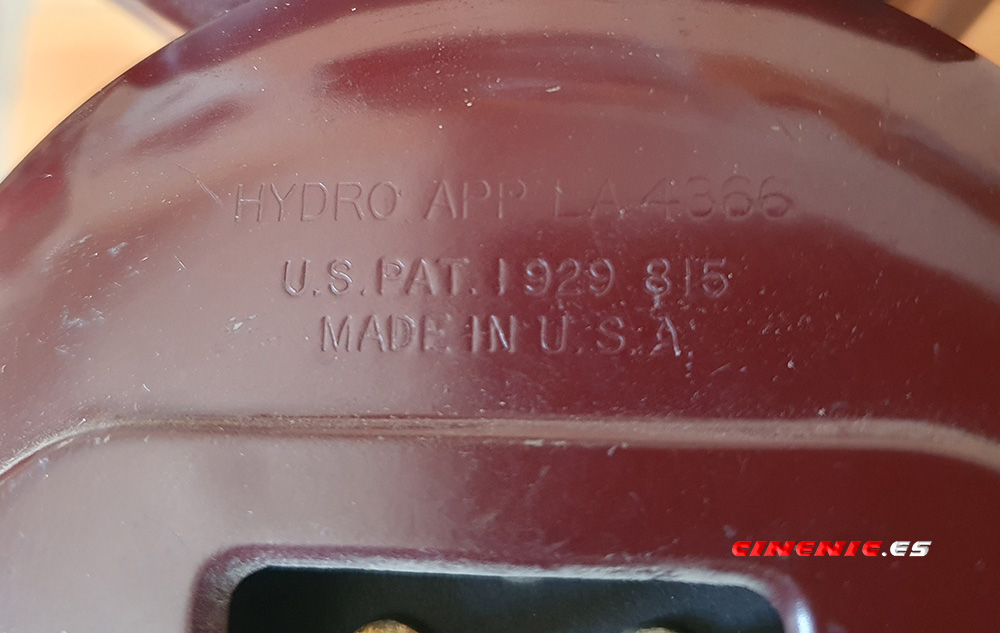 HYDRO. APP LA.4366
U.S.PAT.1929 815
MADE IN U.S.A.
CINENIC.ES